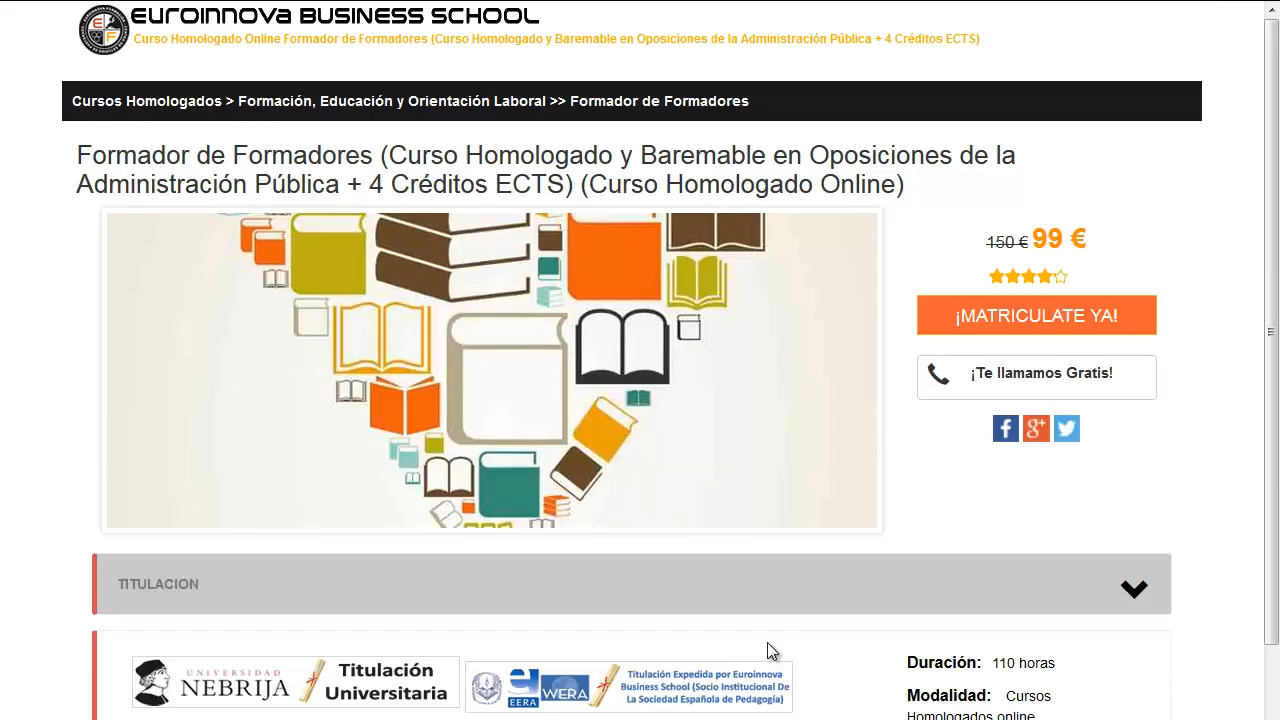 EUROINNOVA BUSINESS SCHOOL
Curso Homologado Online Formador de Formadores (Curso Homologado y Baremable en Oposiciones de la Administración Pública + 4 Créditos ECTS)
Cursos Homologados > Formación, Educación y Orientación Laboral >> Formador de Formadores
Formador de Formadores (Curso Homologado y Baremable en Oposiciones de la
Administración Pública + 4 Créditos ECTS) (Curso Homologado Online)
150 € 99 €
¡MATRICULATE YA!
¡Te llamamos Gratis!
TITULACION
UNIVERSIDAD
NEBRIJA
Titulación
Universitaria
EERA
WERA
Titulación Expedida por Euroinnova
Business School (Socio Institucional De
La Sociedad Española de Pedagogía)
Duración: 110 horas
Modalidad: Cursos
Homologados online